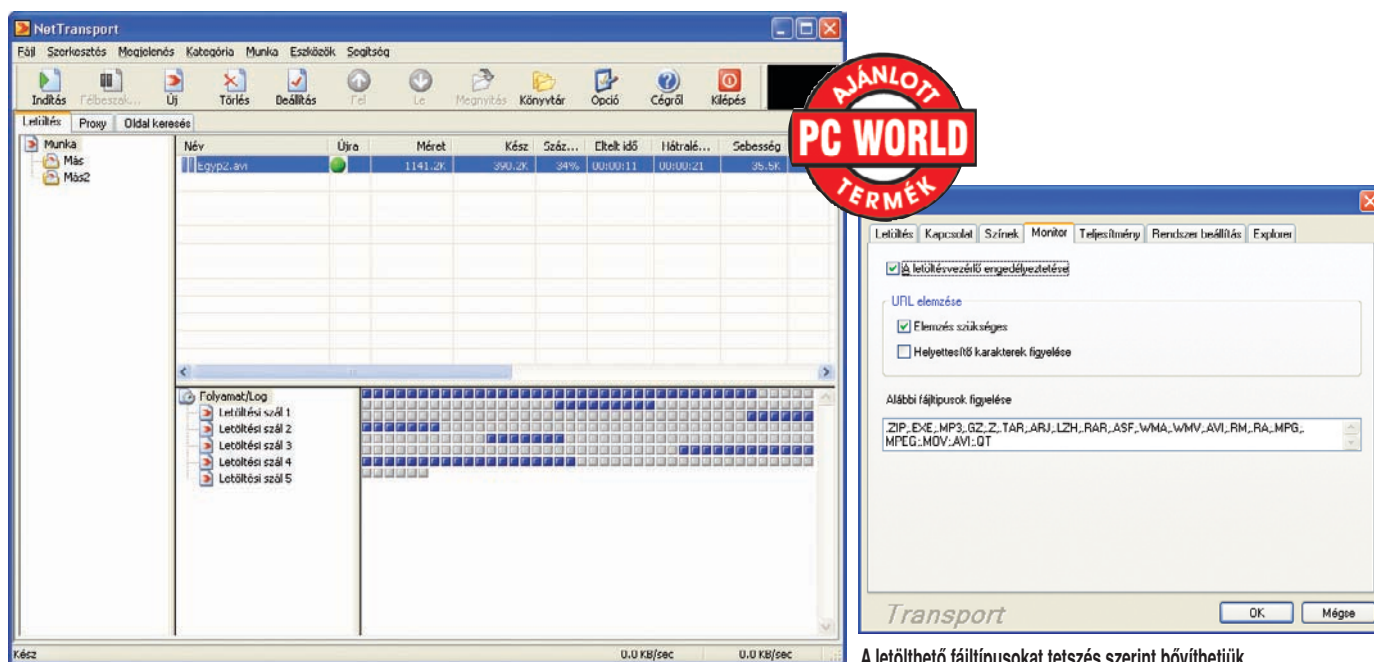 NetTransport
Fájl Szerkesztés Megjelenés Kategória Munka Eszközök Segítség
Indítás Félbeszak... Új Törlés Beállítás Fel Le Megnyitás Könyvtár Opció Cégről Kilépés
Letöltés Proxy Oldal keresés
Munka
Más
Más2
Név Újra Méret Kész Száz... Eltelt idő Hátralé... Sebesség
Egyp2.avi 1141.2K 390.2K 34% 00:00:11 00:00:21 35.5K
Folyamat/Log
Letöltési szál 1
Letöltési szál 2
Letöltési szál 3
Letöltési szál 4
Letöltési szál 5
Kész 0.0 KB/sec 0.0 KB/sec
AJÁNLOTT
PC WORLD
TERMÉK
Letöltés Kapcsolat Színek Monitor Teljesítmény Rendszer beállítás Explorer
A letöltésvezérlő engedélyeztetése
URL elemzése
Elemzés szükséges
Helyettesítő karakterek figyelése
Alábbi fájltipusok figyelése
.ZIP;.EXE;.MP3;.GZ;.Z;.TAR;.ARJ;.LZH;.RAR;.ASF;.WMA;.WMV;.AVI;.RM;.RA;.MPG;.
MPEG;.MOV;.AVI;.QT
Transport
OK Mégse
A letölthető fájltípusokat tetszés szerint bővíthetjük